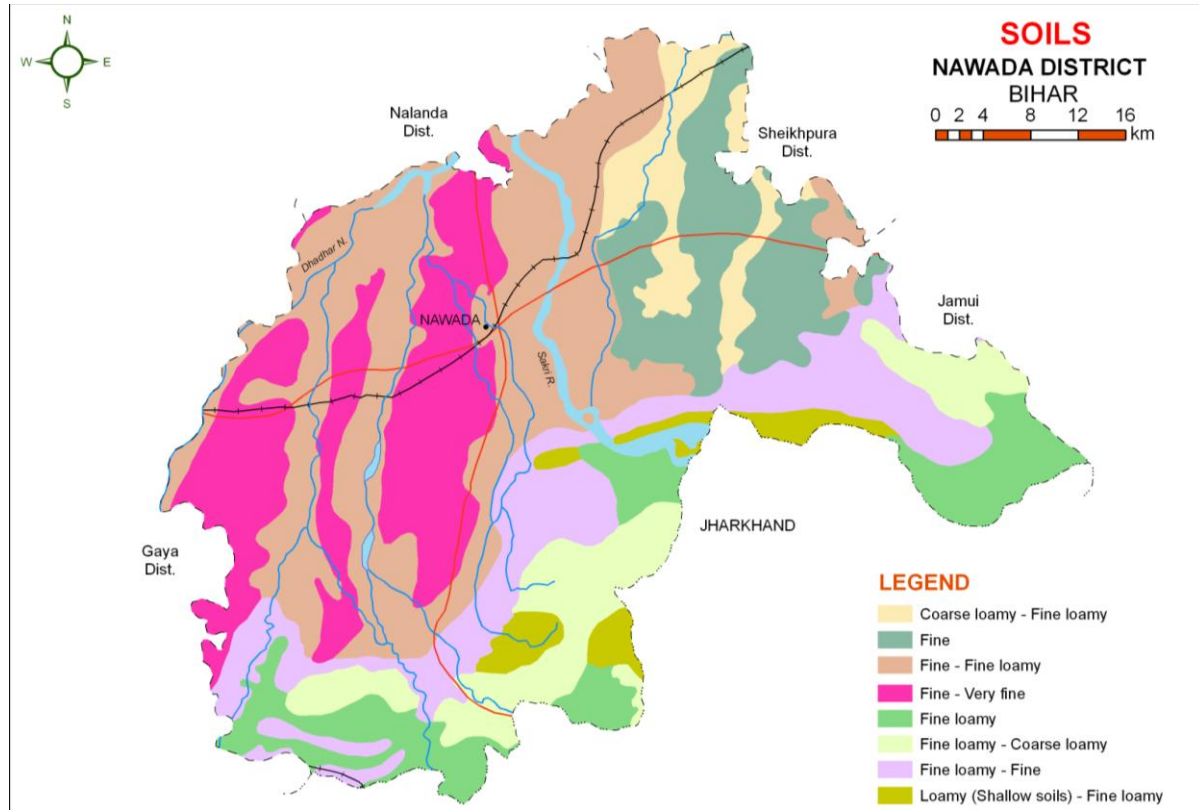 N
W E
S
SOILS
NAWADA DISTRICT
BIHAR
0 2 4 8 12 16
km
Nalanda
Dist.
Sheikhpura
Dist.
Dhadhar N.
NAWADA
Sakri R.
Jamui
Dist.
JHARKHAND
Gaya
Dist.
LEGEND
Coarse loamy - Fine loamy
Fine
Fine - Fine loamy
Fine - Very fine
Fine loamy
Fine loamy - Coarse loamy
Fine loamy - Fine
Loamy (Shallow soils) - Fine loamy